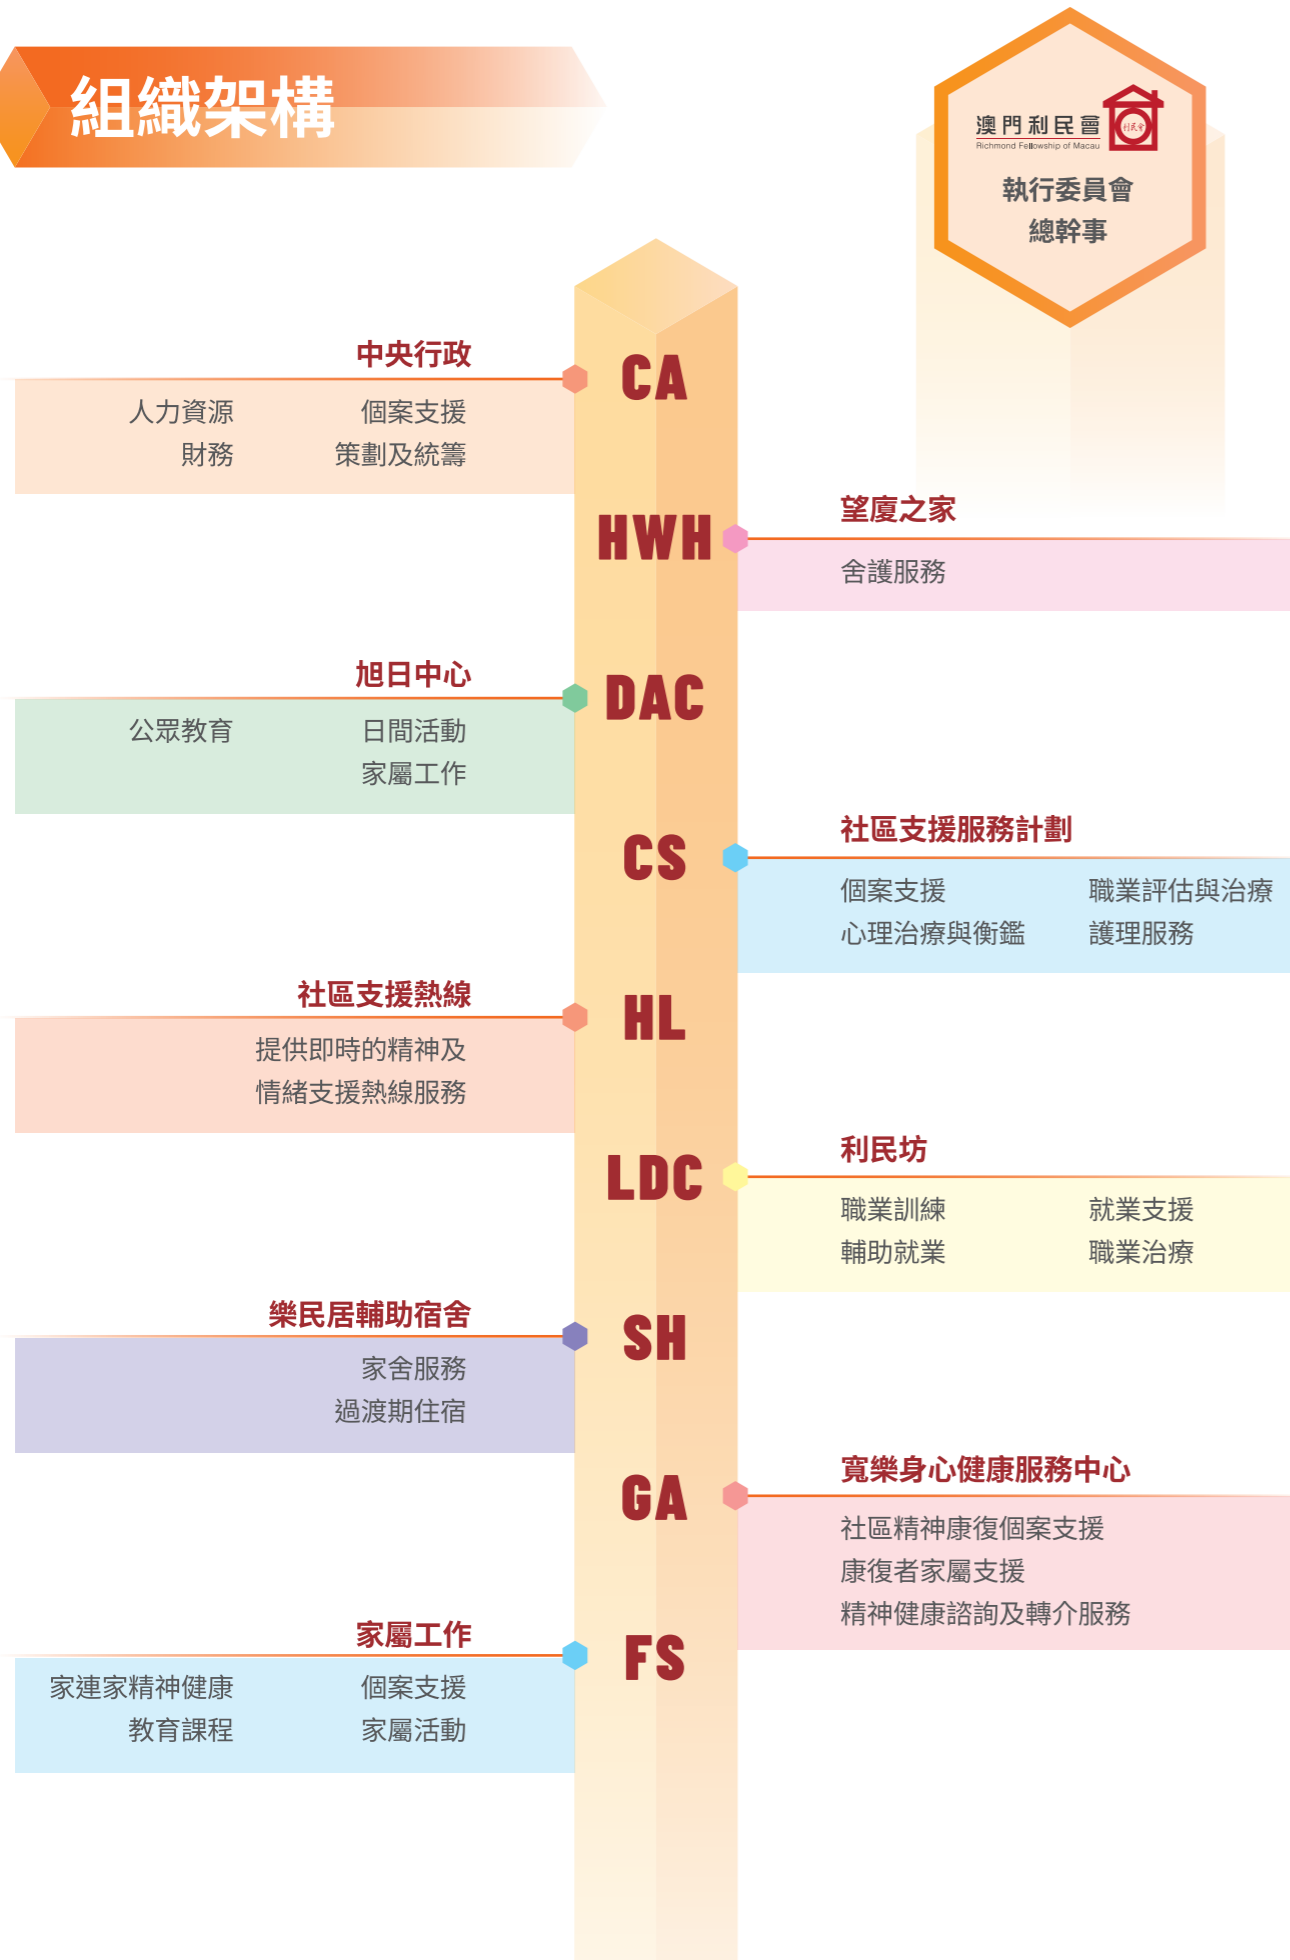 組織架構
澳門利民會
Richmond Fellowship of Macau
利民會
執行委員會
總幹事
CA
中央行政
人力資源 個案支援
財務 策劃及統籌
HWH
望廈之家
舍護服務
DAC
旭日中心
公眾教育 日間活動
家屬工作
CS
社區支援服務計劃
個案支援 職業評估與治療
心理治療與衡鑑 護理服務
HL
社區支援熱線
提供即時的精神及
情緒支援熱線服務
LDC
利民坊
職業訓練 就業支援
輔助就業 職業治療
SH
樂民居輔助宿舍
家舍服務
過渡期住宿
GA
寬樂身心健康服務中心
社區精神康復個案支援
康復者家屬支援
精神健康諮詢及轉介服務
FS
家屬工作
家連家精神健康 個案支援
教育課程 家屬活動